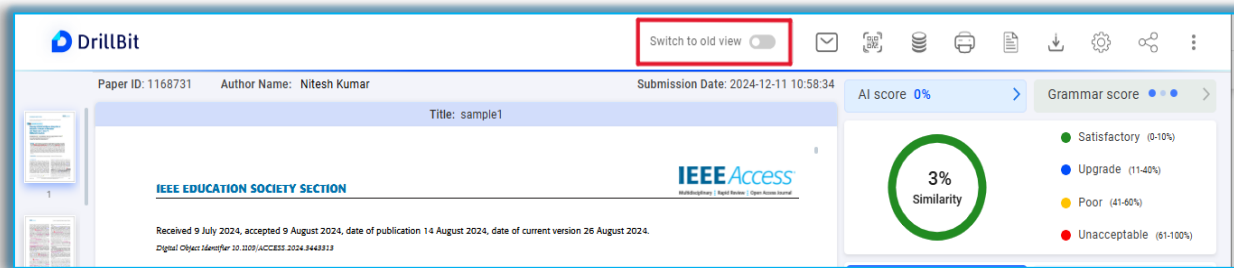 DrillBit
Switch to old view
Paper ID: 1168731 Author Name: Nitesh Kumar Submission Date: 2024-12-11 10:58:34
AI score 0%
Grammar score
Title: sample1
1
IEEE EDUCATION SOCIETY SECTION
IEEE Access
Multidisciplinary | Rapid Review | Open Access Journal
Received 9 July 2024, accepted 9 August 2024, date of publication 14 August 2024, date of current version 26 August 2024.
Digital Object Identifier 10.1109/ACCESS.2024.3443313
3%
Similarity
Satisfactory (0-10%)
Upgrade (11-40%)
Poor (41-60%)
Unacceptable (61-100%)